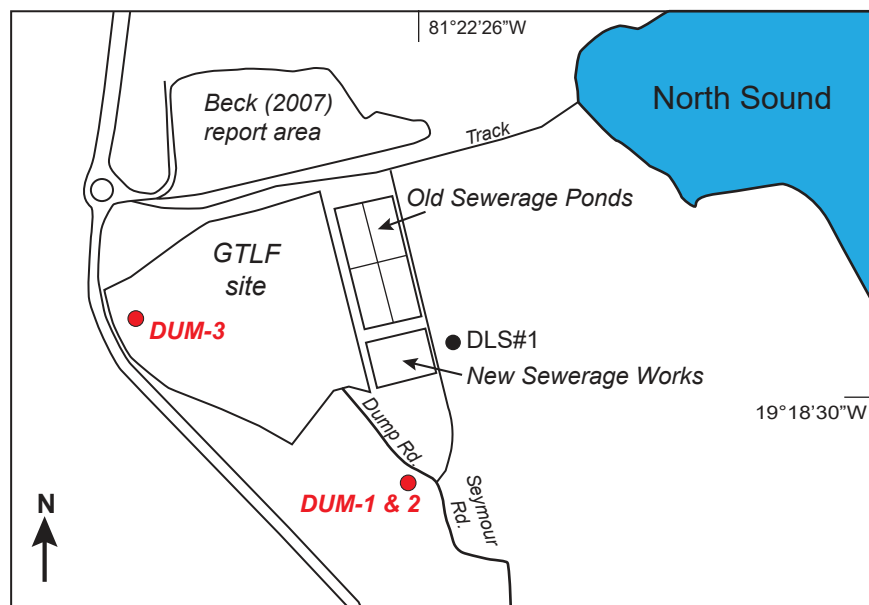 81°22’26”W
North Sound
Beck (2007)
report area
Track
Old Sewerage Ponds
GTLF
site
DUM-3
DLS#1
New Sewerage Works
19°18’30”W
Dump Rd.
DUM-1 & 2
Seymour
Rd.
N